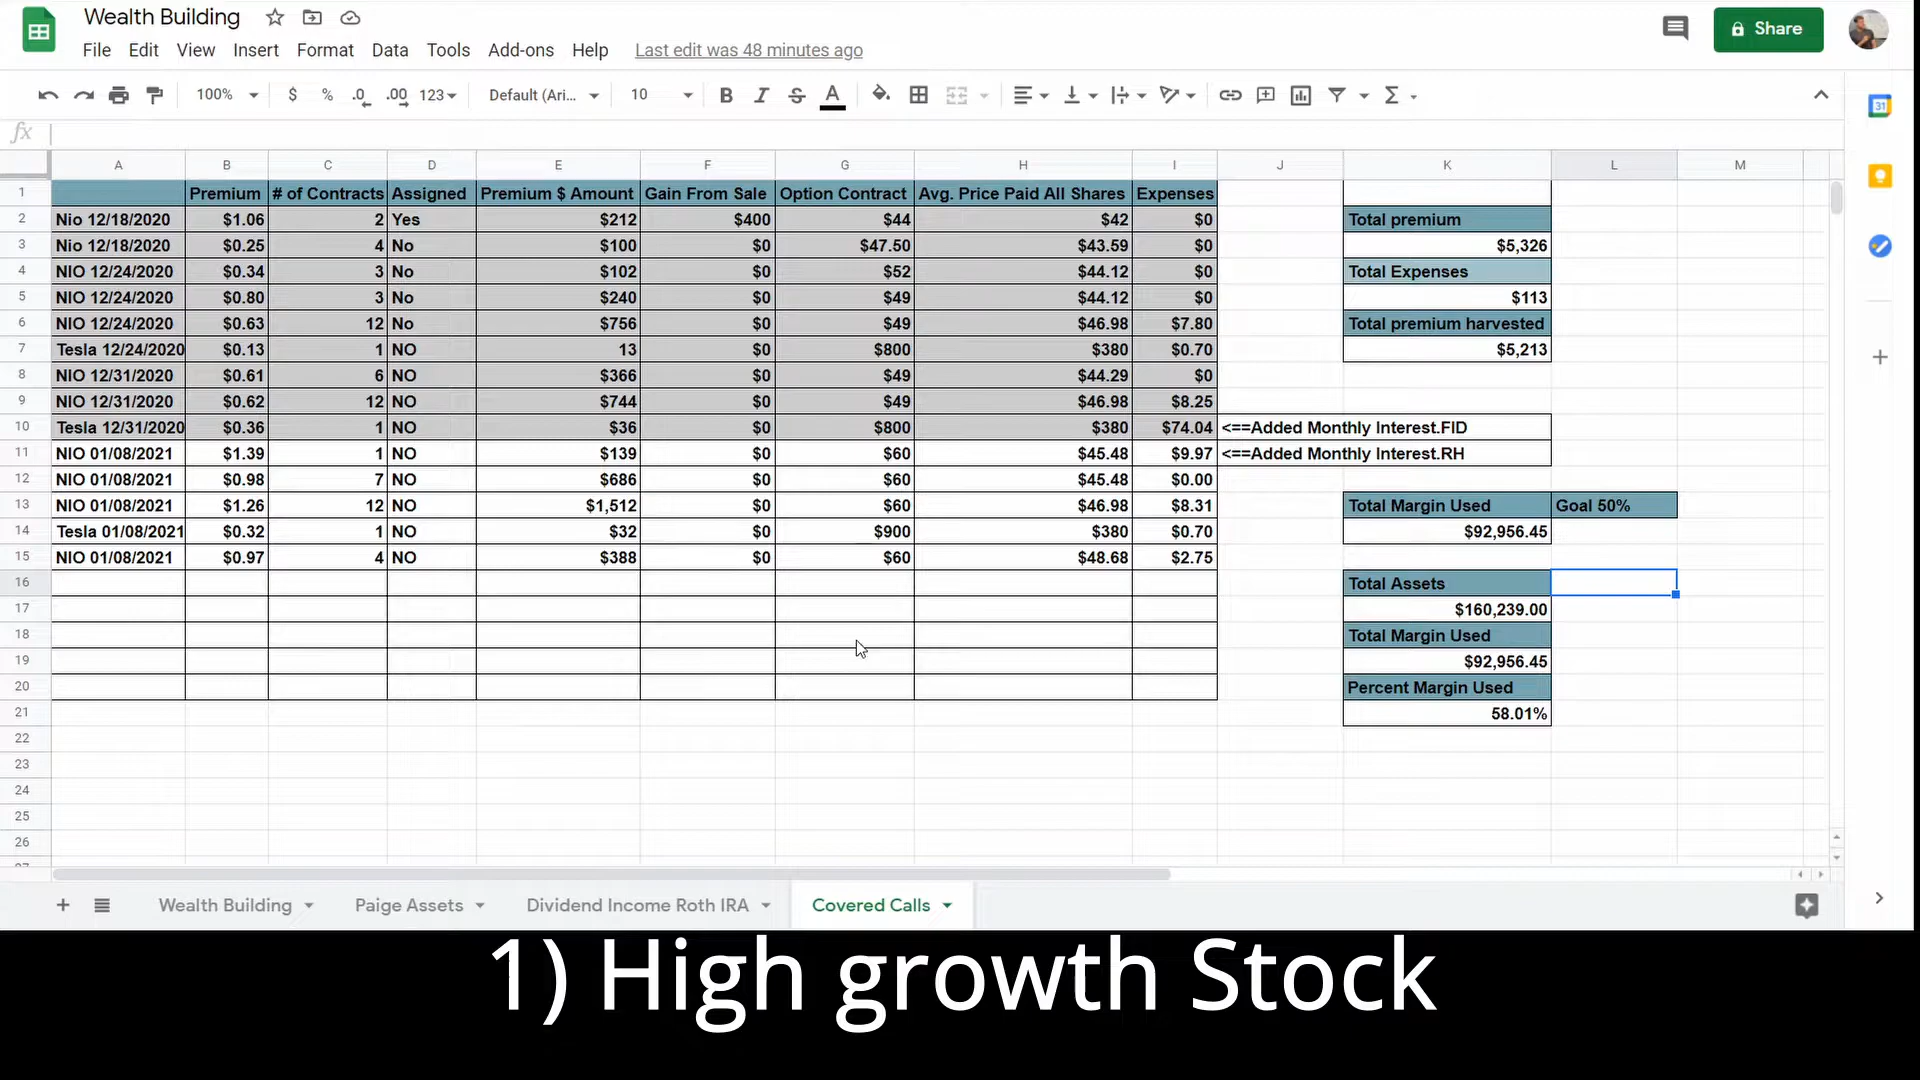 Wealth Building
File Edit View Insert Format Data Tools Add-ons Help Last edit was 48 minutes ago
Share
100% $ % .0 .00 123 Default (Ari... 10 B I S A Σ
31
fx
A B C D E F G H I J K L M
1 Premium # of Contracts Assigned Premium $ Amount Gain From Sale Option Contract Avg. Price Paid All Shares Expenses
2 Nio 12/18/2020 $1.06 2 Yes $212 $400 $44 $42 $0 Total premium
3 Nio 12/18/2020 $0.25 4 No $100 $0 $47.50 $43.59 $0 $5,326
4 NIO 12/24/2020 $0.34 3 No $102 $0 $52 $44.12 $0 Total Expenses
5 NIO 12/24/2020 $0.80 3 No $240 $0 $49 $44.12 $0 $113
6 NIO 12/24/2020 $0.63 12 No $756 $0 $49 $46.98 $7.80 Total premium harvested
7 Tesla 12/24/2020 $0.13 1 NO 13 $0 $800 $380 $0.70 $5,213
8 NIO 12/31/2020 $0.61 6 NO $366 $0 $49 $44.29 $0
9 NIO 12/31/2020 $0.62 12 NO $744 $0 $49 $46.98 $8.25
10 Tesla 12/31/2020 $0.36 1 NO $36 $0 $800 $380 $74.04 <==Added Monthly Interest.FID
11 NIO 01/08/2021 $1.39 1 NO $139 $0 $60 $45.48 $9.97 <==Added Monthly Interest.RH
12 NIO 01/08/2021 $0.98 7 NO $686 $0 $60 $45.48 $0.00
13 NIO 01/08/2021 $1.26 12 NO $1,512 $0 $60 $46.98 $8.31 Total Margin Used Goal 50%
14 Tesla 01/08/2021 $0.32 1 NO $32 $0 $900 $380 $0.70 $92,956.45
15 NIO 01/08/2021 $0.97 4 NO $388 $0 $60 $48.68 $2.75
16 Total Assets
17 $160,239.00
18 Total Margin Used
19 $92,956.45
20 Percent Margin Used
21 58.01%
22
23
24
25
26
Wealth Building Paige Assets Dividend Income Roth IRA Covered Calls
1) High growth Stock